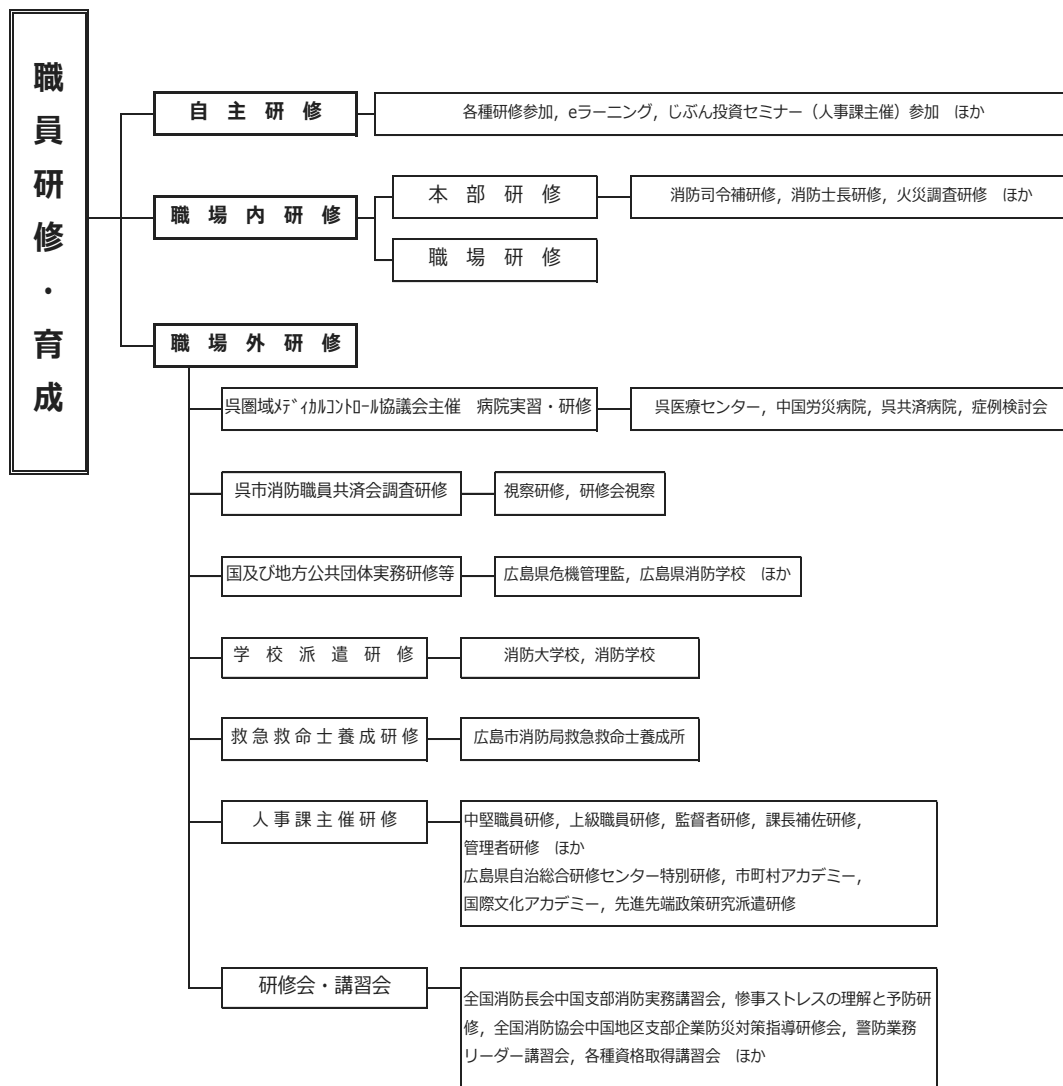 職員研修・育成
自主研修
各種研修参加，eラーニング，じぶん投資セミナー（人事課主催）参加　ほか
職場内研修
本部研修
消防司令補研修，消防士長研修，火災調査研修　ほか
職場研修
職場外研修
呉圏域ﾒﾃﾞｨｶﾙｺﾝﾄﾛｰﾙ協議会主催　病院実習・研修
呉医療センター，中国労災病院，呉共済病院，症例検討会
呉市消防職員共済会調査研修
視察研修，研修会視察
国及び地方公共団体実務研修等
広島県危機管理監，広島県消防学校　ほか
学校派遣研修
消防大学校，消防学校
救急救命士養成研修
広島市消防局救急救命士養成所
人事課主催研修
中堅職員研修，上級職員研修，監督者研修，課長補佐研修，
管理者研修　ほか
広島県自治総合研修センター特別研修，市町村アカデミー，
国際文化アカデミー，先進先端政策研究派遣研修
研修会・講習会
全国消防長会中国支部消防実務講習会，惨事ストレスの理解と予防研
修，全国消防協会中国地区支部企業防災対策指導研修会，警防業務
リーダー講習会，各種資格取得講習会　ほか